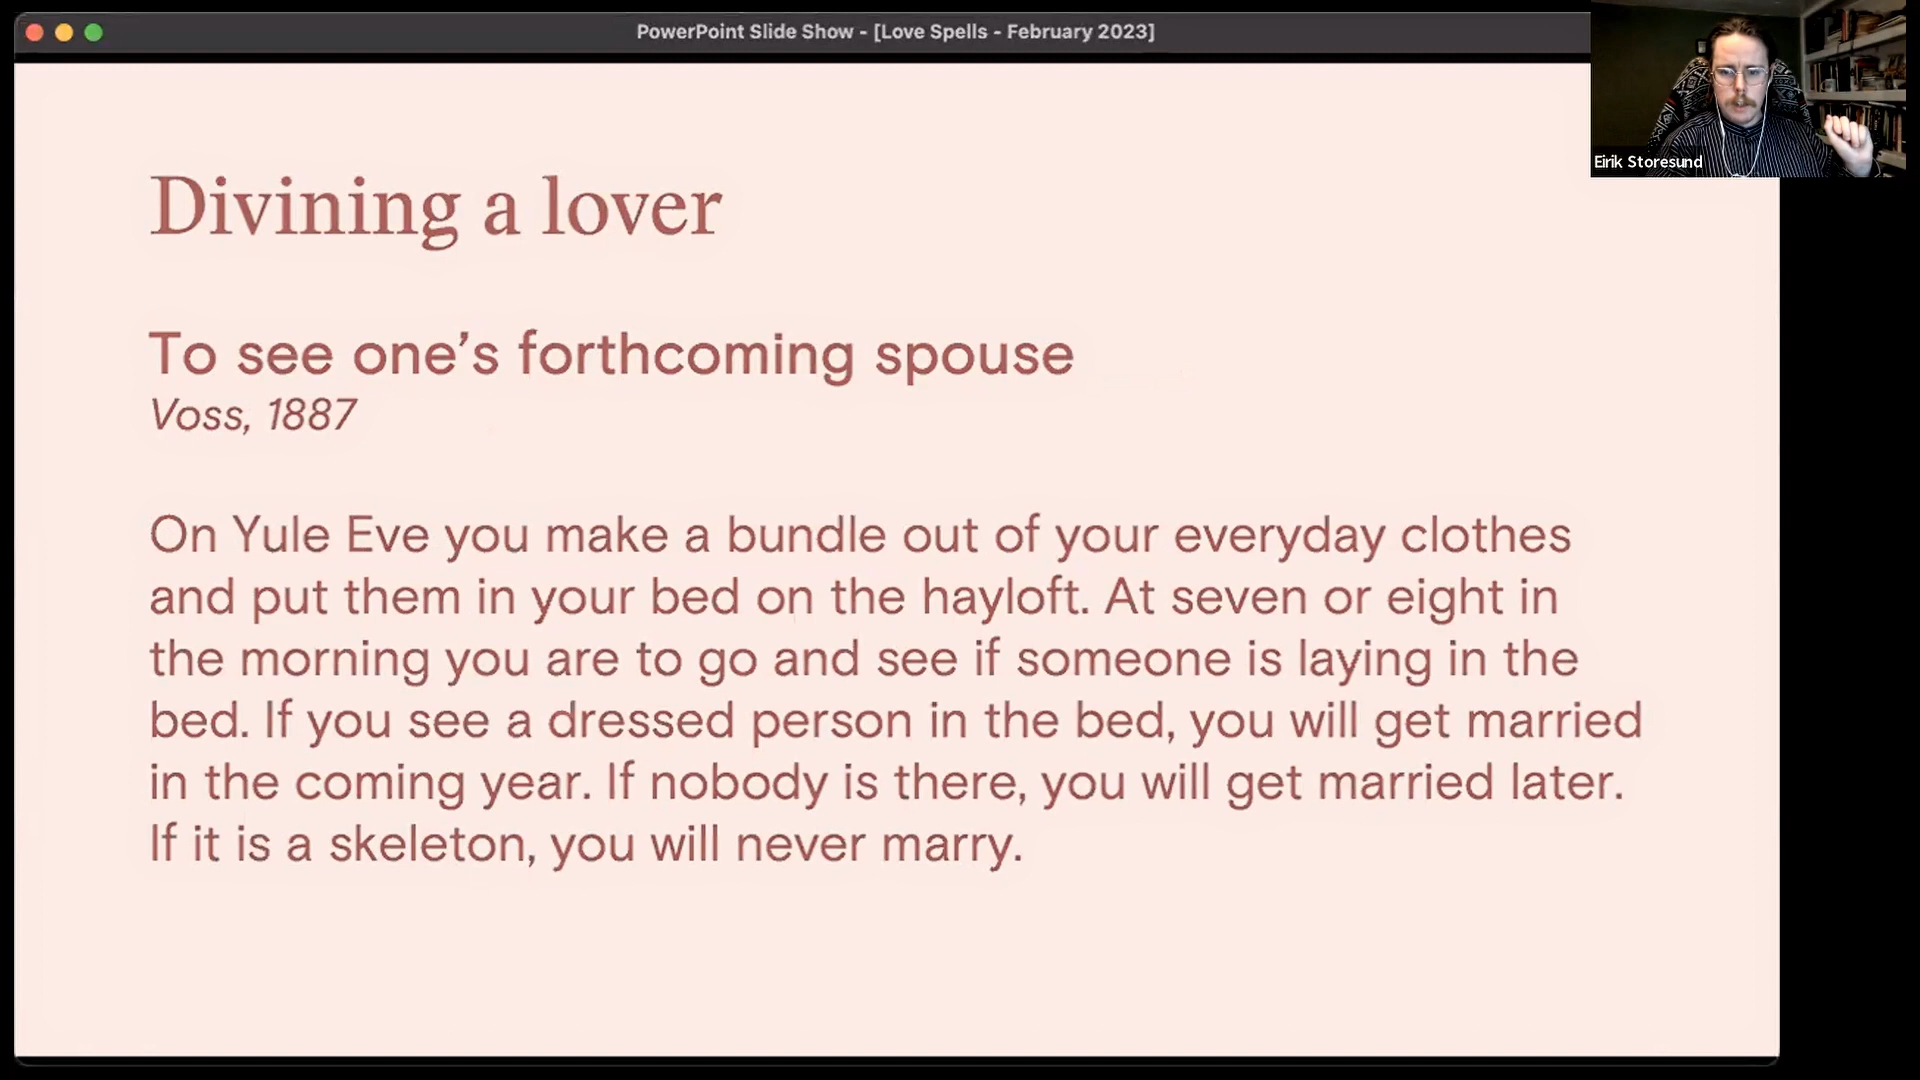 PowerPoint Slide Show - [Love Spells - February 2023]
Eirik Storesund
Divining a lover
To see one’s forthcoming spouse
Voss, 1887
On Yule Eve you make a bundle out of your everyday clothes
and put them in your bed on the hayloft. At seven or eight in
the morning you are to go and see if someone is laying in the
bed. If you see a dressed person in the bed, you will get married
in the coming year. If nobody is there, you will get married later.
If it is a skeleton, you will never marry.